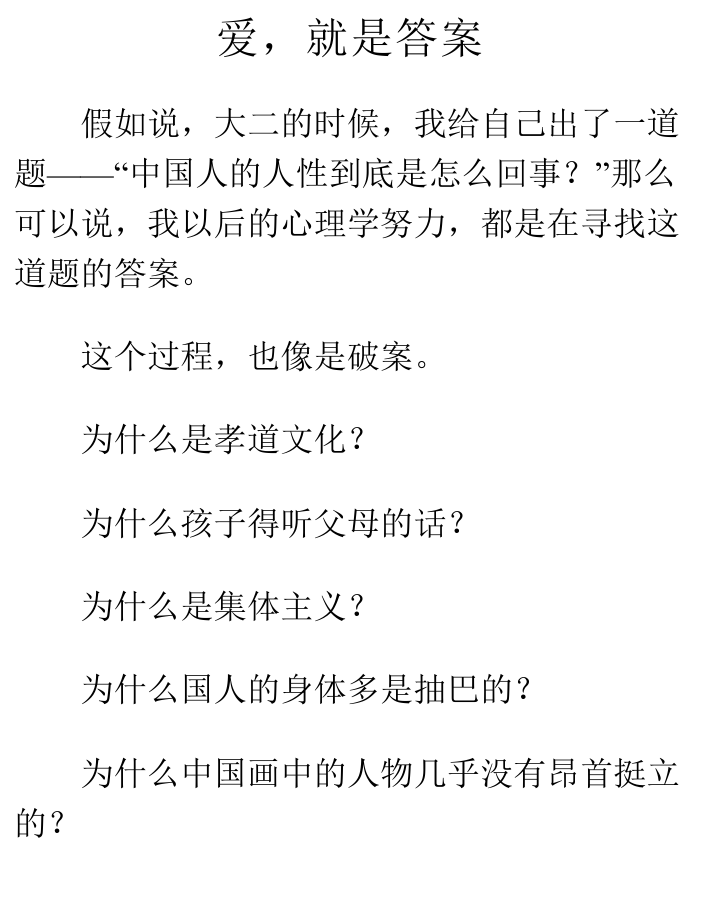 爱，就是答案
假如说，大二的时候，我给自己出了一道
题——“中国人的人性到底是怎么回事？”那么
可以说，我以后的心理学努力，都是在寻找这
道题的答案。
这个过程，也像是破案。
为什么是孝道文化？
为什么孩子得听父母的话？
为什么是集体主义？
为什么国人的身体多是抽巴的？
为什么中国画中的人物几乎没有昂首挺立
的？